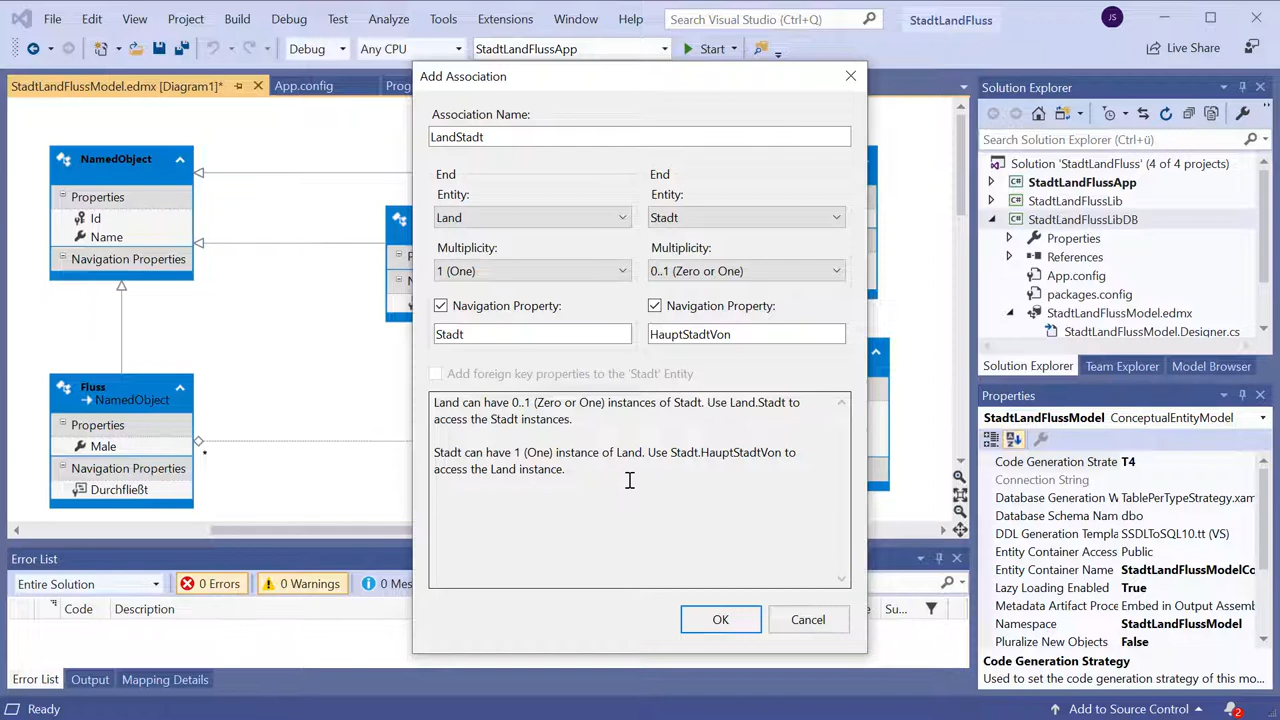 File Edit View Project Build Debug Test Analyze Tools Extensions Window Help Search Visual Studio (Ctrl+Q) StadtLandFluss JS
Debug Any CPU StadtLandFlussApp Start Live Share
StadtLandFlussModel.edmx [Diagram1]* App.config Prog
NamedObject
Properties
Id
Name
Navigation Properties
Fluss
NamedObject
Properties
Male
Navigation Properties
Durchfließt
Add Association
Association Name:
LandStadt
End End
Entity: Entity:
Land Stadt
Multiplicity: Multiplicity:
1 (One) 0..1 (Zero or One)
Navigation Property: Navigation Property:
Stadt HauptStadtVon
Add foreign key properties to the 'Stadt' Entity
Land can have 0..1 (Zero or One) instances of Stadt. Use Land.Stadt to
access the Stadt instances.
Stadt can have 1 (One) instance of Land. Use Stadt.HauptStadtVon to
access the Land instance.
OK Cancel
Solution Explorer
Search Solution Explorer (Ctrl+ü)
Solution 'StadtLandFluss' (4 of 4 projects)
C# StadtLandFlussApp
C# StadtLandFlussLib
C# StadtLandFlussLibDB
Properties
References
App.config
packages.config
StadtLandFlussModel.edmx
StadtLandFlussModel.Designer.cs
Solution Explorer Team Explorer Model Browser
Properties
StadtLandFlussModel ConceptualEntityModel
Code Generation Strate T4
Connection String
Database Generation W TablePerTypeStrategy.xam
Database Schema Nam dbo
DDL Generation Templa SSDLToSQL10.tt (VS)
Entity Container Access Public
Entity Container Name StadtLandFlussModelCo
Lazy Loading Enabled True
Metadata Artifact Proce Embed in Output Assemb
Namespace StadtLandFlussModel
Pluralize New Objects False
Code Generation Strategy
Used to set the code generation strategy of this mo...
Error List
Entire Solution 0 Errors 0 Warnings 0 Mes
Code Description Su...
Error List Output Mapping Details
Ready Add to Source Control 2